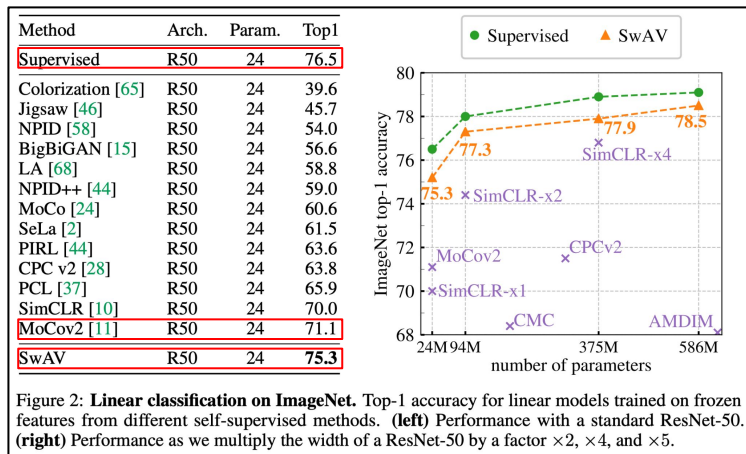 Method Arch. Param. Top1
Supervised R50 24 76.5
Colorization [65] R50 24 39.6
Jigsaw [46] R50 24 45.7
NPID [58] R50 24 54.0
BigBiGAN [15] R50 24 56.6
LA [68] R50 24 58.8
NPID++ [44] R50 24 59.0
MoCo [24] R50 24 60.6
SeLa [2] R50 24 61.5
PIRL [44] R50 24 63.6
CPC v2 [28] R50 24 63.8
PCL [37] R50 24 65.9
SimCLR [10] R50 24 70.0
MoCov2 [11] R50 24 71.1
SwAV R50 24 75.3
Supervised SwAV
ImageNet top-1 accuracy
80
78
76
74
72
70
68
75.3
77.3
77.9
78.5
SimCLR-x4
SimCLR-x2
MoCov2
CPCv2
SimCLR-x1
CMC
AMDIM
24M 94M 375M 586M
number of parameters
Figure 2: Linear classification on ImageNet. Top-1 accuracy for linear models trained on frozen
features from different self-supervised methods. (left) Performance with a standard ResNet-50.
(right) Performance as we multiply the width of a ResNet-50 by a factor ×2, ×4, and ×5.